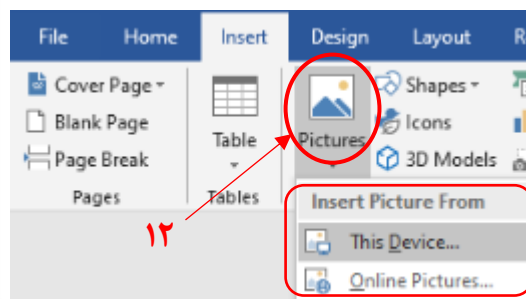 File Home Insert Design Layout R
Cover Page Shapes
Blank Page Icons
Page Break Table Pictures 3D Models
Pages Tables Insert Picture From
This Device...
۱۲
Online Pictures...